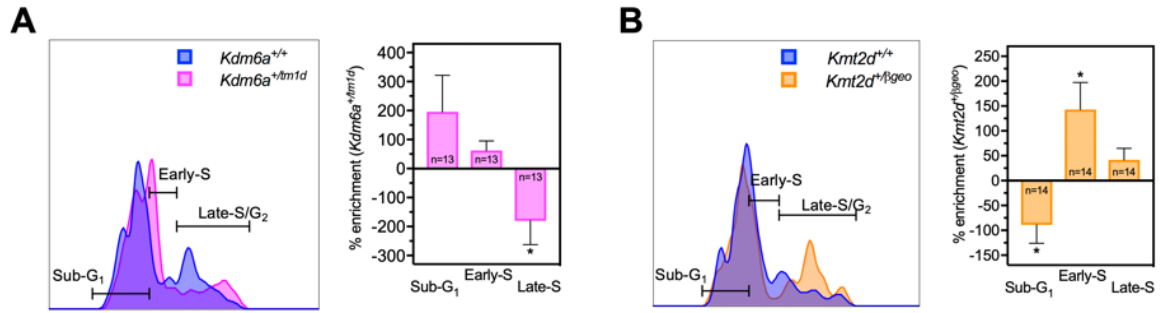 A
Kdm6a+/+
Kdm6a+/tm1d
Early-S
Late-S/G2
Sub-G1
% enrichment (Kdm6a+/tm1d)
400
300
200
100
0
-100
-200
-300
n=13
n=13
n=13
*
Sub-G1
Early-S
Late-S
B
Kmt2d+/+
Kmt2d+/βgeo
Early-S
Late-S/G2
Sub-G1
% enrichment (Kmt2d+/βgeo)
250
200
150
100
50
0
-50
-100
-150
*
n=14
n=14
n=14
*
Sub-G1
Early-S
Late-S